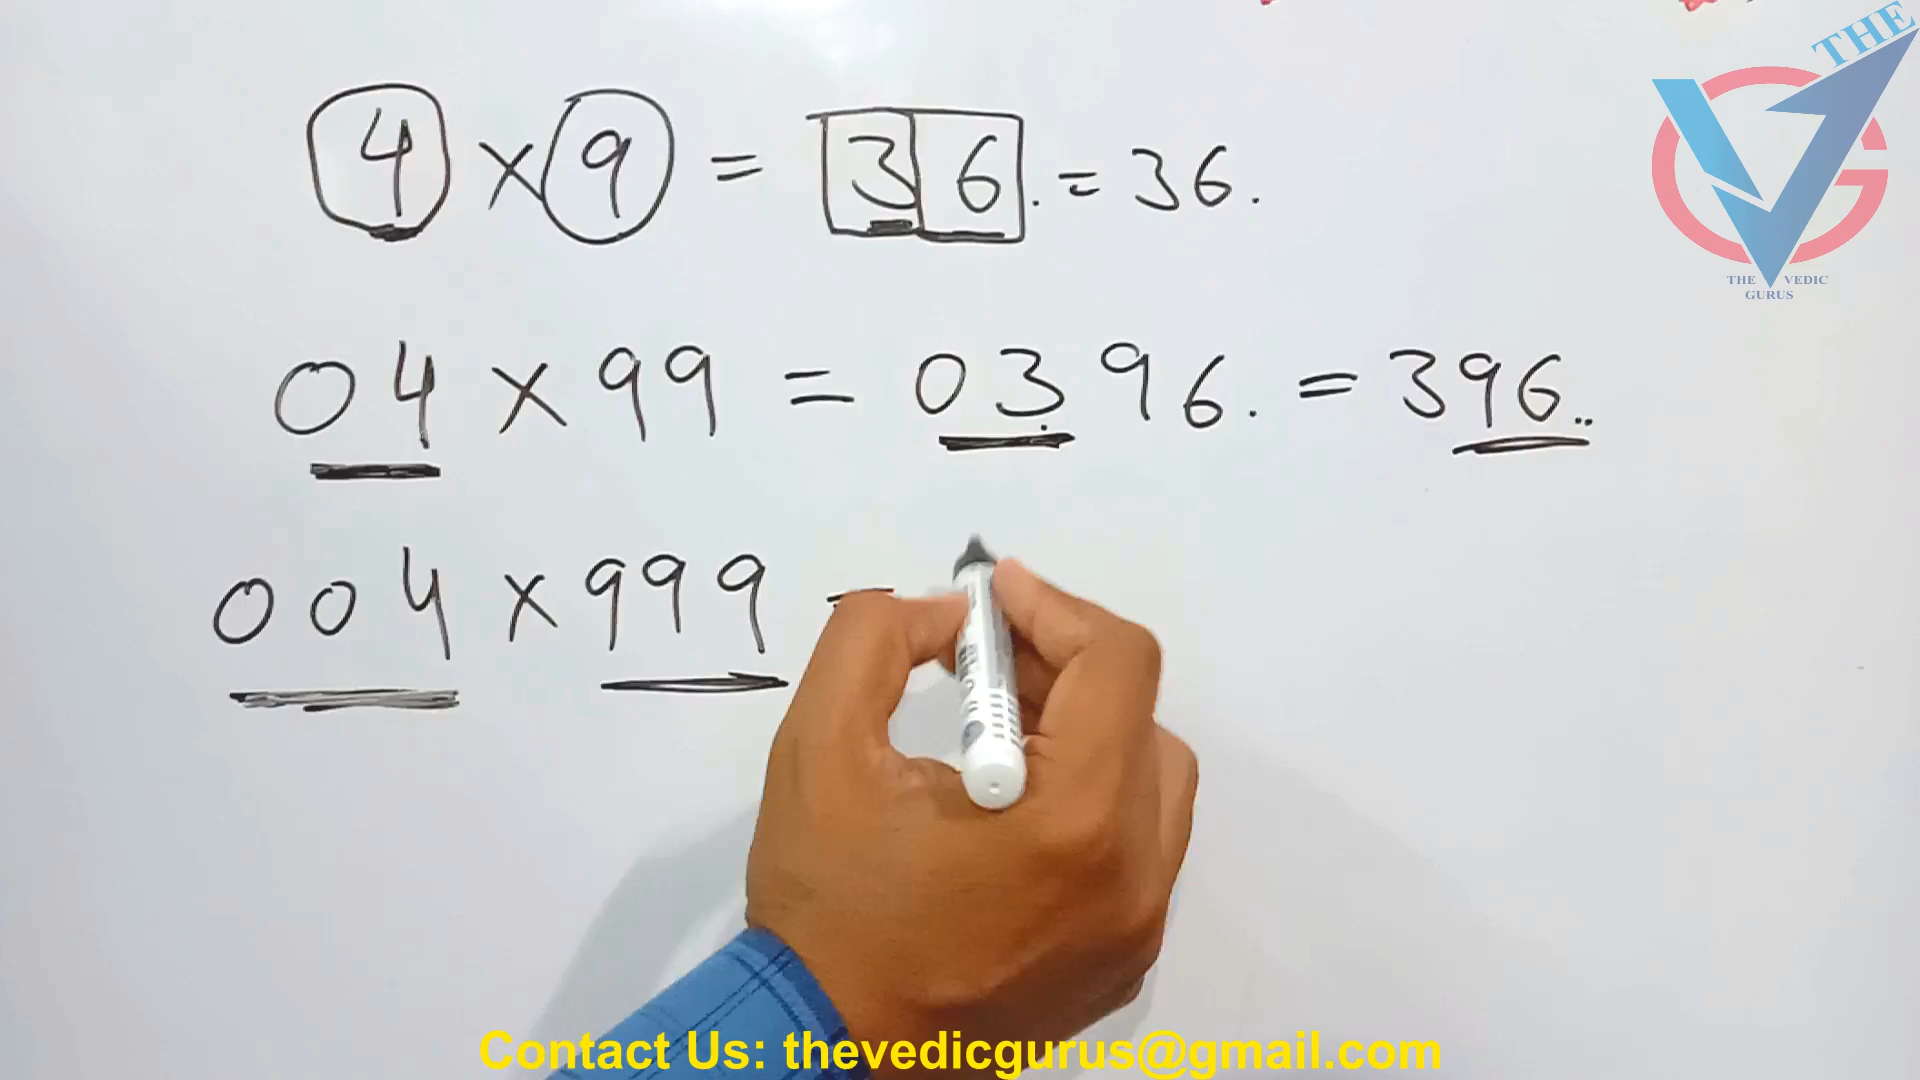 THE
4 × 9 = 36. = 36.
THE VEDIC
GURUS
04 × 99 = 0396. = 396..
004 × 999 =
Contact Us: thevedicgurus@gmail.com